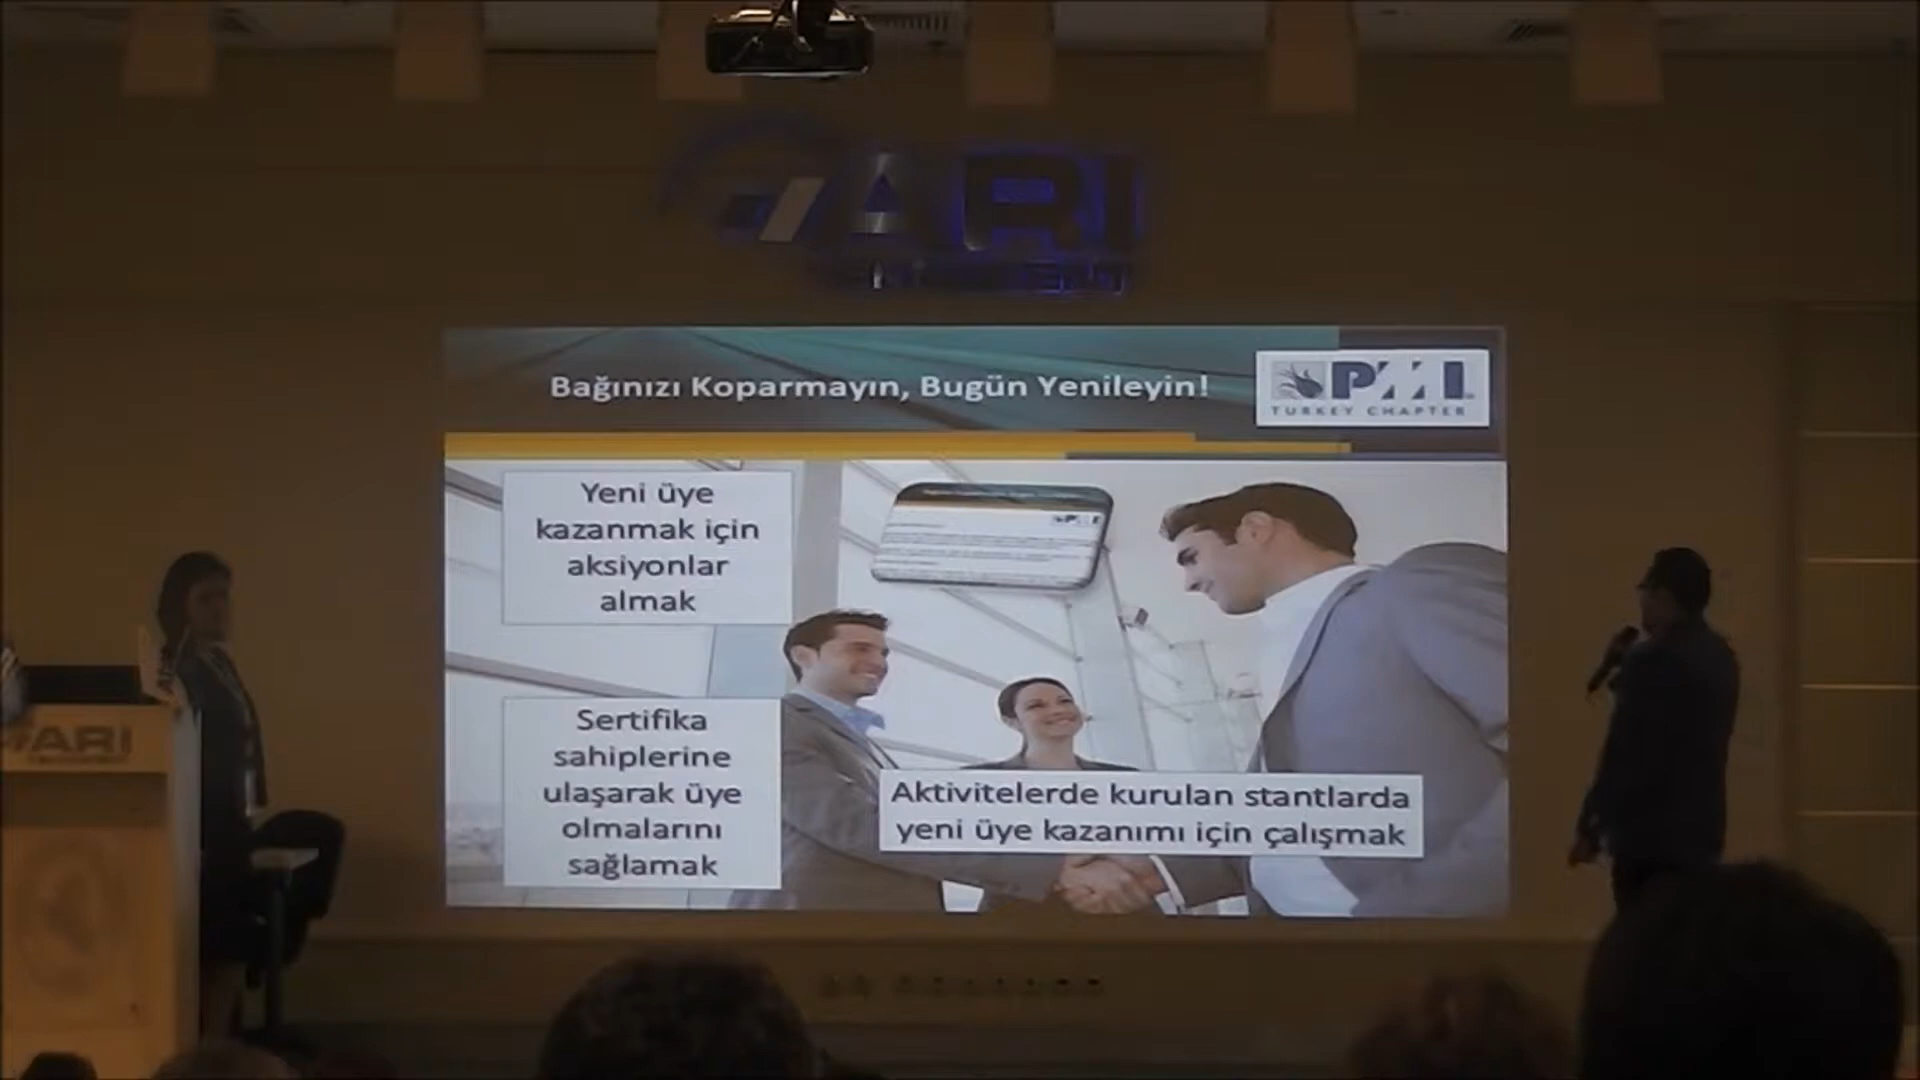 ARI
Bağınızı Koparmayın, Bugün Yenileyin!
PMI
TURKEY CHAPTER
Yeni üye
kazanmak için
aksiyonlar
almak
Sertifika
sahiplerine
ulaşarak üye
olmalarını
sağlamak
Aktivitelerde kurulan stantlarda
yeni üye kazanımı için çalışmak
ARI